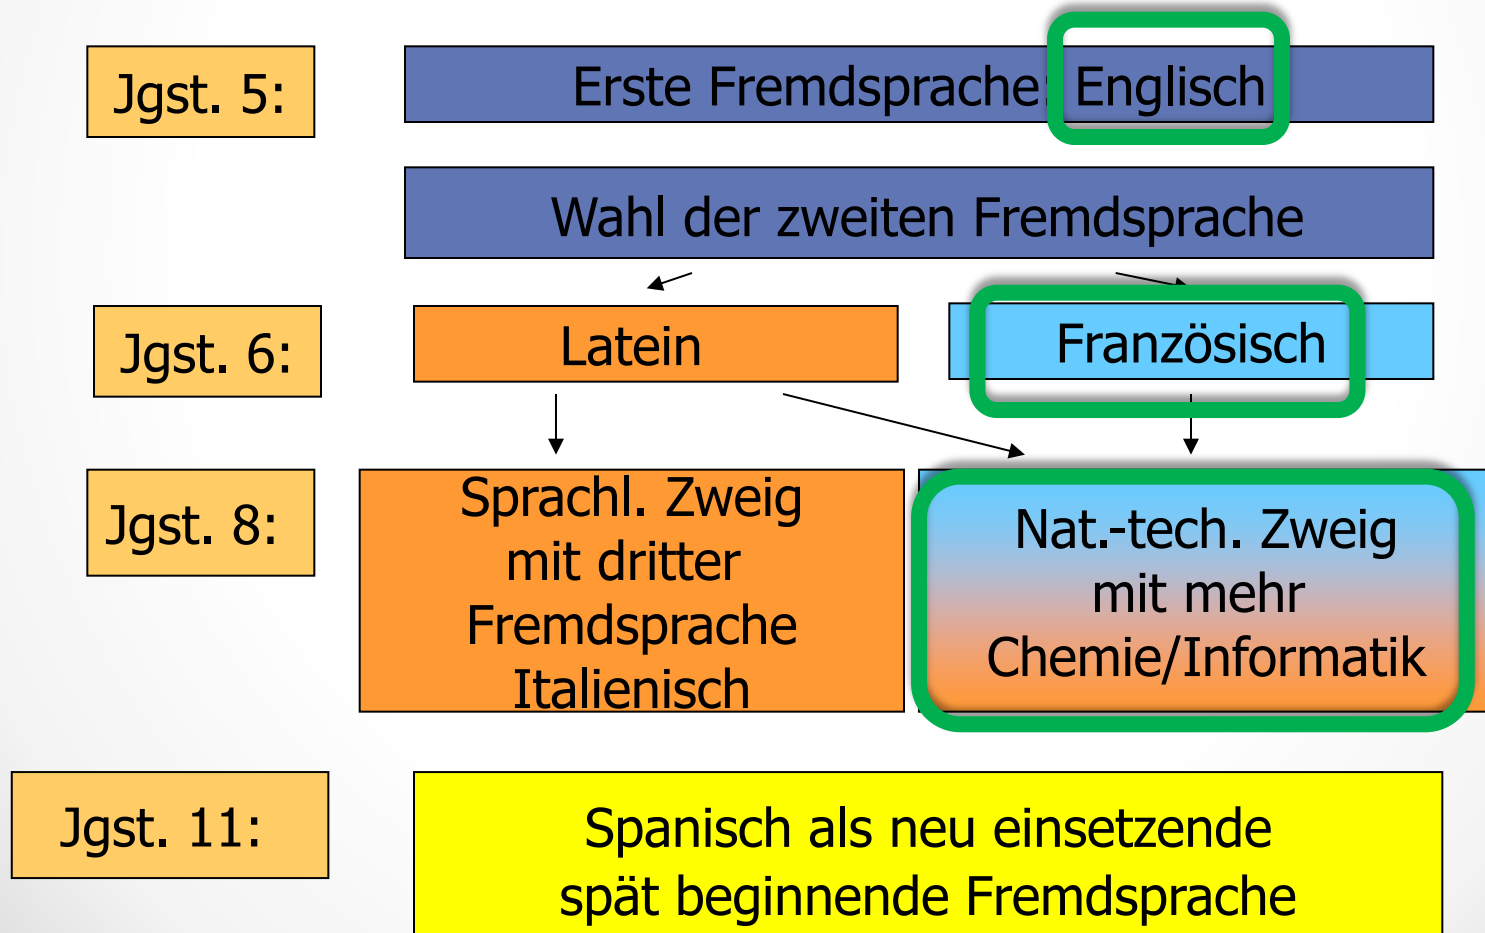 Jgst. 5:
Erste Fremdsprache: Englisch
Wahl der zweiten Fremdsprache
Jgst. 6:
Latein
Französisch
Jgst. 8:
Sprachl. Zweig
mit dritter
Fremdsprache
Italienisch
Nat.-tech. Zweig
mit mehr
Chemie/Informatik
Jgst. 11:
Spanisch als neu einsetzende
spät beginnende Fremdsprache